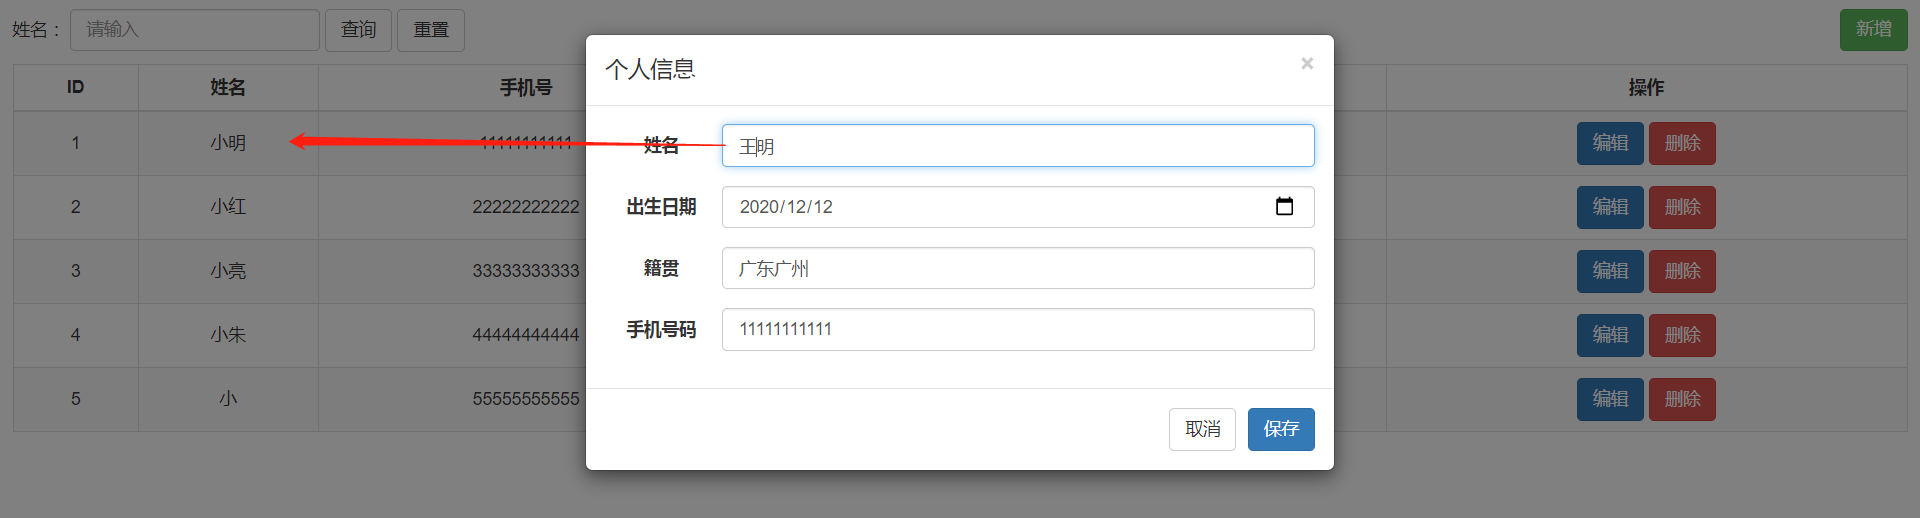 姓名： 请输入 查询 重置 新增
ID 姓名 手机号 操作
1 小明 11111111111 编辑 删除
2 小红 22222222222 编辑 删除
3 小亮 33333333333 编辑 删除
4 小朱 44444444444 编辑 删除
5 小 55555555555 编辑 删除
个人信息 ×
姓名 王明
出生日期 2020/12/12
籍贯 广东广州
手机号码 11111111111
取消 保存